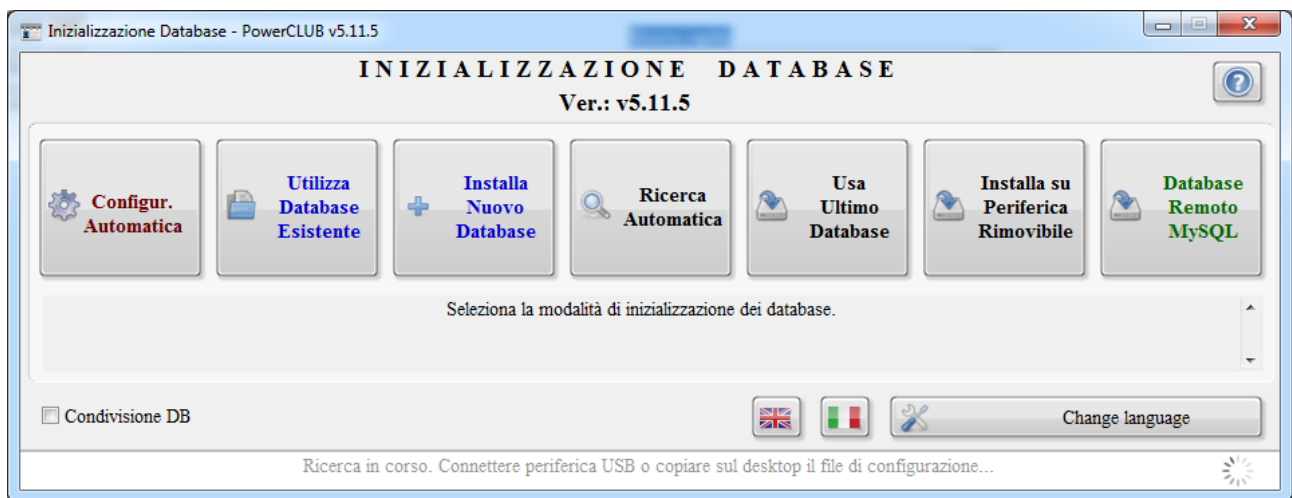 Inizializzazione Database - PowerCLUB v5.11.5
INIZIALIZZAZIONE DATABASE
Ver.: v5.11.5
Configur.
Automatica
Utilizza
Database
Esistente
Installa
Nuovo
Database
Ricerca
Automatica
Usa
Ultimo
Database
Installa su
Periferica
Rimovibile
Database
Remoto
MySQL
Seleziona la modalità di inizializzazione dei database.
Condivisione DB
Change language
Ricerca in corso. Connettere periferica USB o copiare sul desktop il file di configurazione...